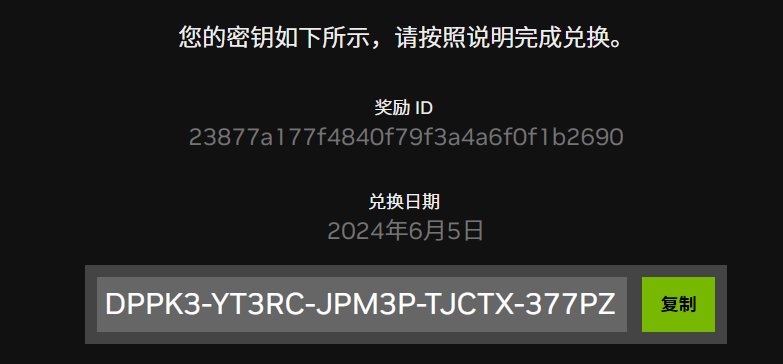 您的密钥如下所示，请按照说明完成兑换。
奖励 ID
23877a177f4840f79f3a4a6f0f1b2690
兑换日期
2024年6月5日
DPPK3-YT3RC-JPM3P-TJCTX-377PZ
复制